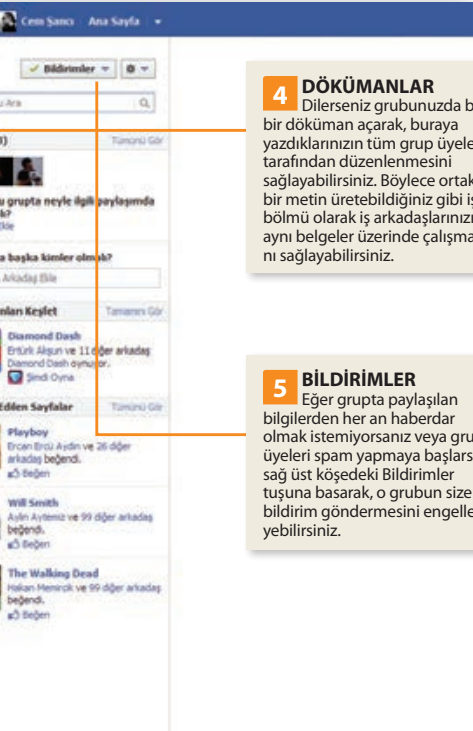 Cem Şancı Ana Sayfa
Bildirimler
Ara
Tümünü Gör
u grupta neyle ilgili paylaşımda
a başka kimler olmalı?
Arkadaş Ekle
nları Keşfet Tamamını Gör
Diamond Dash
Ertürk Akşun ve 11 diğer arkadaş
Diamond Dash oynuyor.
Şimdi Oyna
Edilen Sayfalar Tümünü Gör
Playboy
Ercan Ercü Aydın ve 26 diğer
arkadaş beğendi.
Beğen
Will Smith
Aylin Aytemiz ve 99 diğer arkadaş
beğendi.
Beğen
The Walking Dead
Hakan ve 99 diğer arkadaş
beğendi.
Beğen
4 DÖKÜMANLAR
Dilerseniz grubunuzda b
bir döküman açarak, buraya
yazdıklarınızın tüm grup üyele
tarafından düzenlenmesini
sağlayabilirsiniz. Böylece ortak
bir metin üretebildiğiniz gibi iş
bölmü olarak iş arkadaşlarınızı
aynı belgeler üzerinde çalışma
nı sağlayabilirsiniz.
5 BİLDİRİMLER
Eğer grupta paylaşılan
bilgilerden her an haberdar
olmak istemiyorsanız veya gru
üyeleri spam yapmaya başlars
sağ üst köşedeki Bildirimler
tuşuna basarak, o grubun size
bildirim göndermesini engelle
yebilirsiniz.